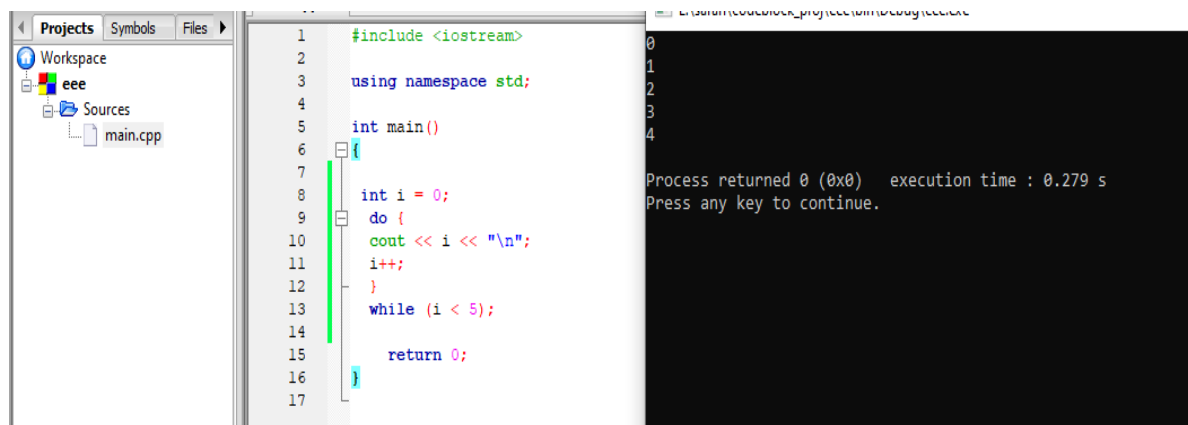 Projects Symbols Files
Workspace
eee
Sources
main.cpp
1 #include <iostream>
2
3 using namespace std;
4
5 int main()
6 {
7
8 int i = 0;
9 do {
10 cout << i << "\n";
11 i++;
12 }
13 while (i < 5);
14
15 return 0;
16 }
17
0
1
2
3
4
Process returned 0 (0x0) execution time : 0.279 s
Press any key to continue.